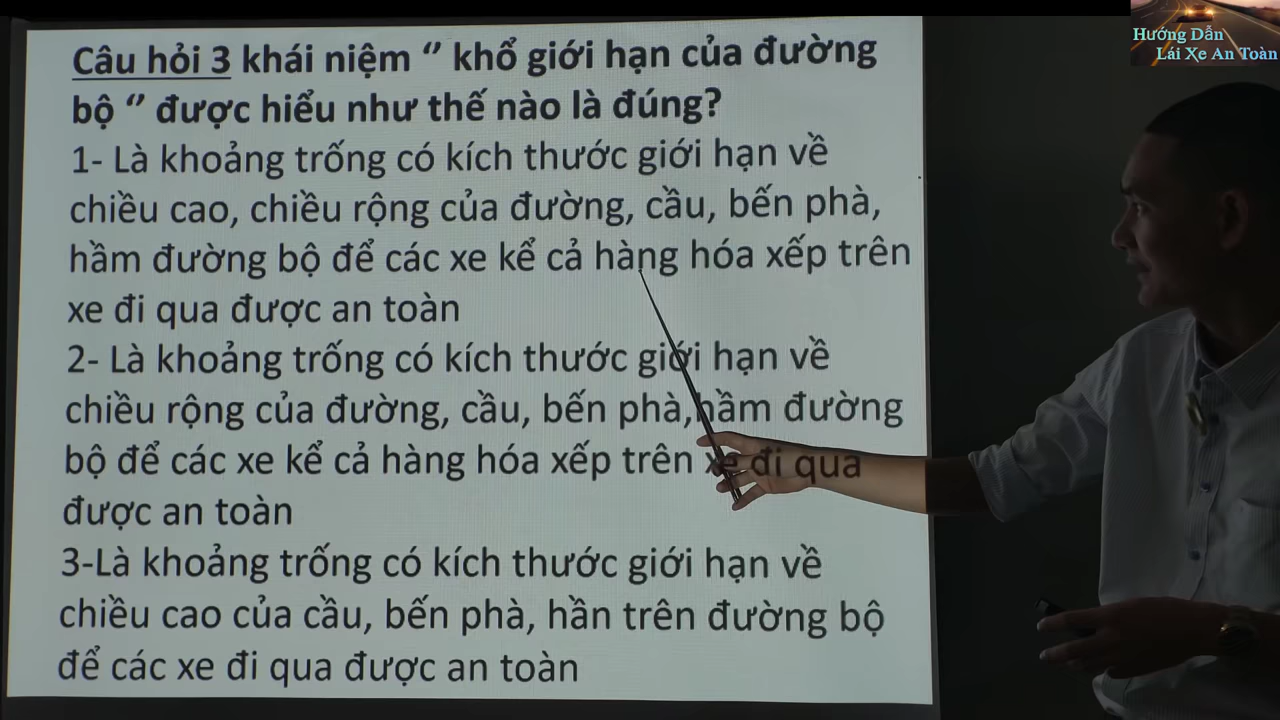 Hướng Dẫn
Lái Xe An Toàn
Câu hỏi 3 khái niệm “ khổ giới hạn của đường
bộ “ được hiểu như thế nào là đúng?
1- Là khoảng trống có kích thước giới hạn về
chiều cao, chiều rộng của đường, cầu, bến phà,
hầm đường bộ để các xe kể cả hàng hóa xếp trên
xe đi qua được an toàn
2- Là khoảng trống có kích thước giới hạn về
chiều rộng của đường, cầu, bến phà,hầm đường
bộ để các xe kể cả hàng hóa xếp trên xe đi qua
được an toàn
3-Là khoảng trống có kích thước giới hạn về
chiều cao của cầu, bến phà, hần trên đường bộ
để các xe đi qua được an toàn